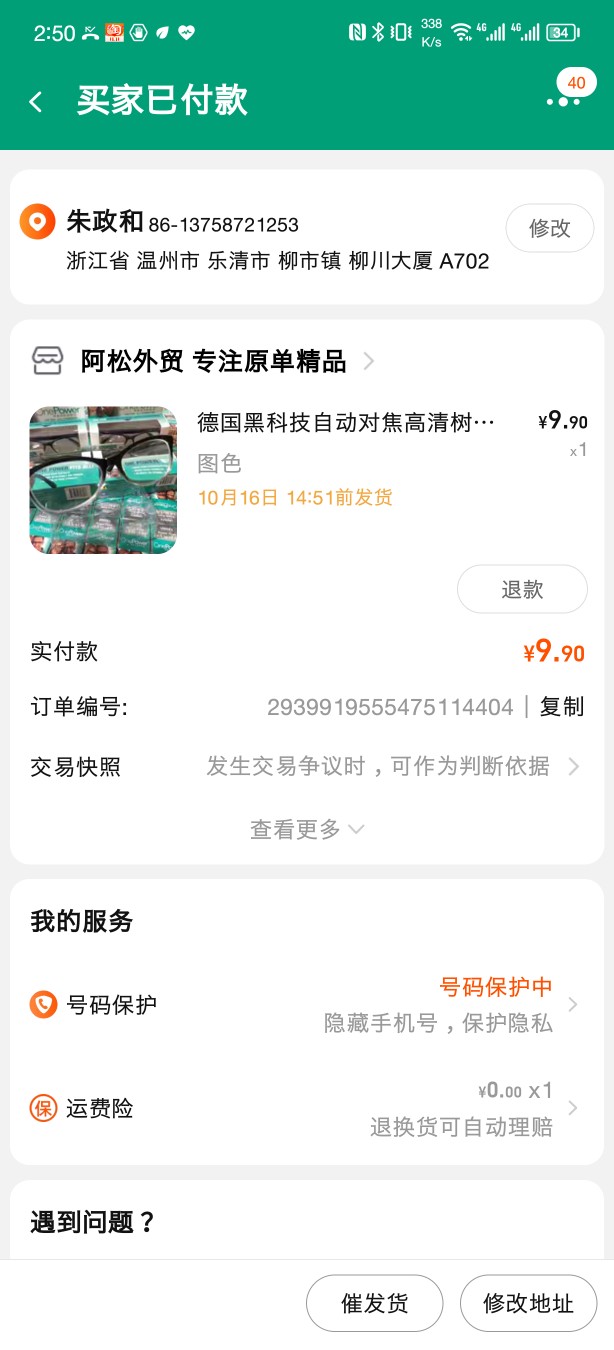 2:50
338
K/s
4G
4G
34
买家已付款
40
朱政和 86-13758721253
修改
浙江省 温州市 乐清市 柳市镇 柳川大厦 A702
阿松外贸 专注原单精品
德国黑科技自动对焦高清树… ¥9.90
图色 x1
10月16日 14:51前发货
退款
实付款 ¥9.90
订单编号: 2939919555475114404 | 复制
交易快照 发生交易争议时，可作为判断依据
查看更多
我的服务
号码保护 号码保护中
隐藏手机号，保护隐私
保 运费险 ¥0.00 x1
退换货可自动理赔
遇到问题？
催发货 修改地址